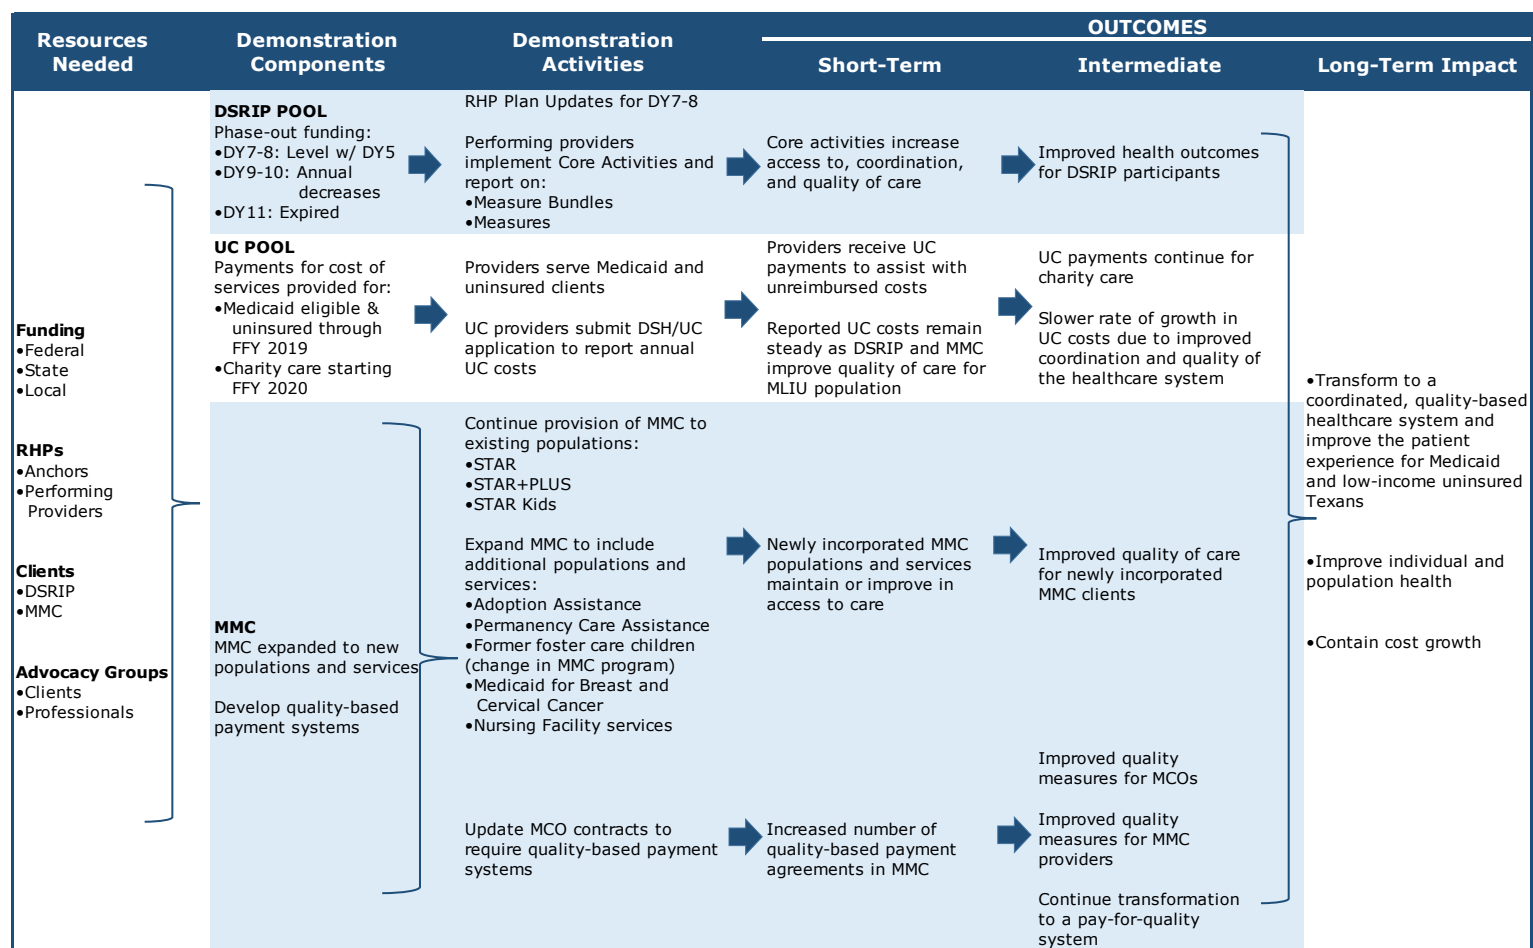 Resources
Needed
Demonstration
Components
Demonstration
Activities
OUTCOMES
Short-Term
Intermediate
Long-Term Impact
Funding
•Federal
•State
•Local
RHPs
•Anchors
•Performing
Providers
Clients
•DSRIP
•MMC
Advocacy Groups
•Clients
•Professionals
DSRIP POOL
Phase-out funding:
•DY7-8: Level w/ DY5
•DY9-10: Annual
decreases
•DY11: Expired
RHP Plan Updates for DY7-8
Performing providers
implement Core Activities and
report on:
•Measure Bundles
•Measures
Core activities increase
access to, coordination,
and quality of care
Improved health outcomes
for DSRIP participants
UC POOL
Payments for cost of
services provided for:
•Medicaid eligible &
uninsured through
FFY 2019
•Charity care starting
FFY 2020
Providers serve Medicaid and
uninsured clients
UC providers submit DSH/UC
application to report annual
UC costs
Providers receive UC
payments to assist with
unreimbursed costs
Reported UC costs remain
steady as DSRIP and MMC
improve quality of care for
MLIU population
UC payments continue for
charity care
Slower rate of growth in
UC costs due to improved
coordination and quality of
the healthcare system
MMC
MMC expanded to new
populations and services
Develop quality-based
payment systems
Continue provision of MMC to
existing populations:
•STAR
•STAR+PLUS
•STAR Kids
Expand MMC to include
additional populations and
services:
•Adoption Assistance
•Permanency Care Assistance
•Former foster care children
(change in MMC program)
•Medicaid for Breast and
Cervical Cancer
•Nursing Facility services
Newly incorporated MMC
populations and services
maintain or improve in
access to care
Improved quality of care
for newly incorporated
MMC clients
Update MCO contracts to
require quality-based payment
systems
Increased number of
quality-based payment
agreements in MMC
Improved quality
measures for MCOs
Improved quality
measures for MMC
providers
Continue transformation
to a pay-for-quality
system
•Transform to a
coordinated, quality-based
healthcare system and
improve the patient
experience for Medicaid
and low-income uninsured
Texans
•Improve individual and
population health
•Contain cost growth